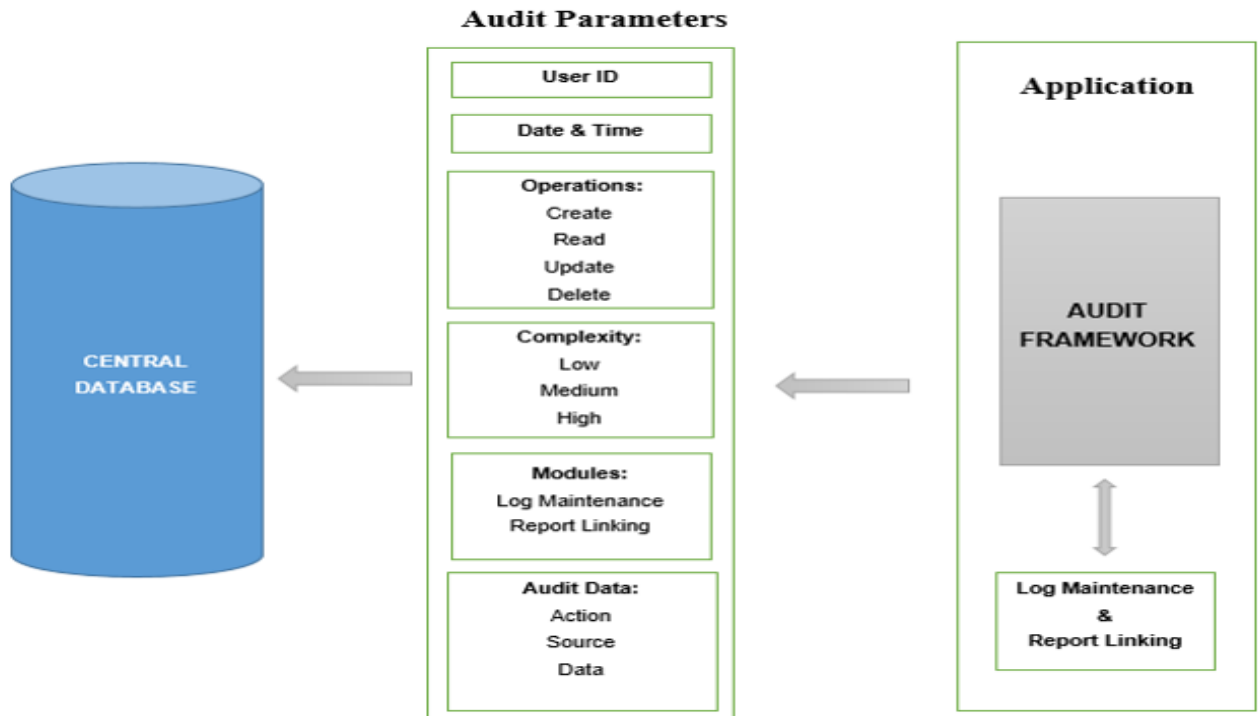 Audit Parameters
User ID
Date & Time
Operations:
Create
Read
Update
Delete
Complexity:
Low
Medium
High
Modules:
Log Maintenance
Report Linking
Audit Data:
Action
Source
Data
CENTRAL
DATABASE
Application
AUDIT
FRAMEWORK
Log Maintenance
&
Report Linking